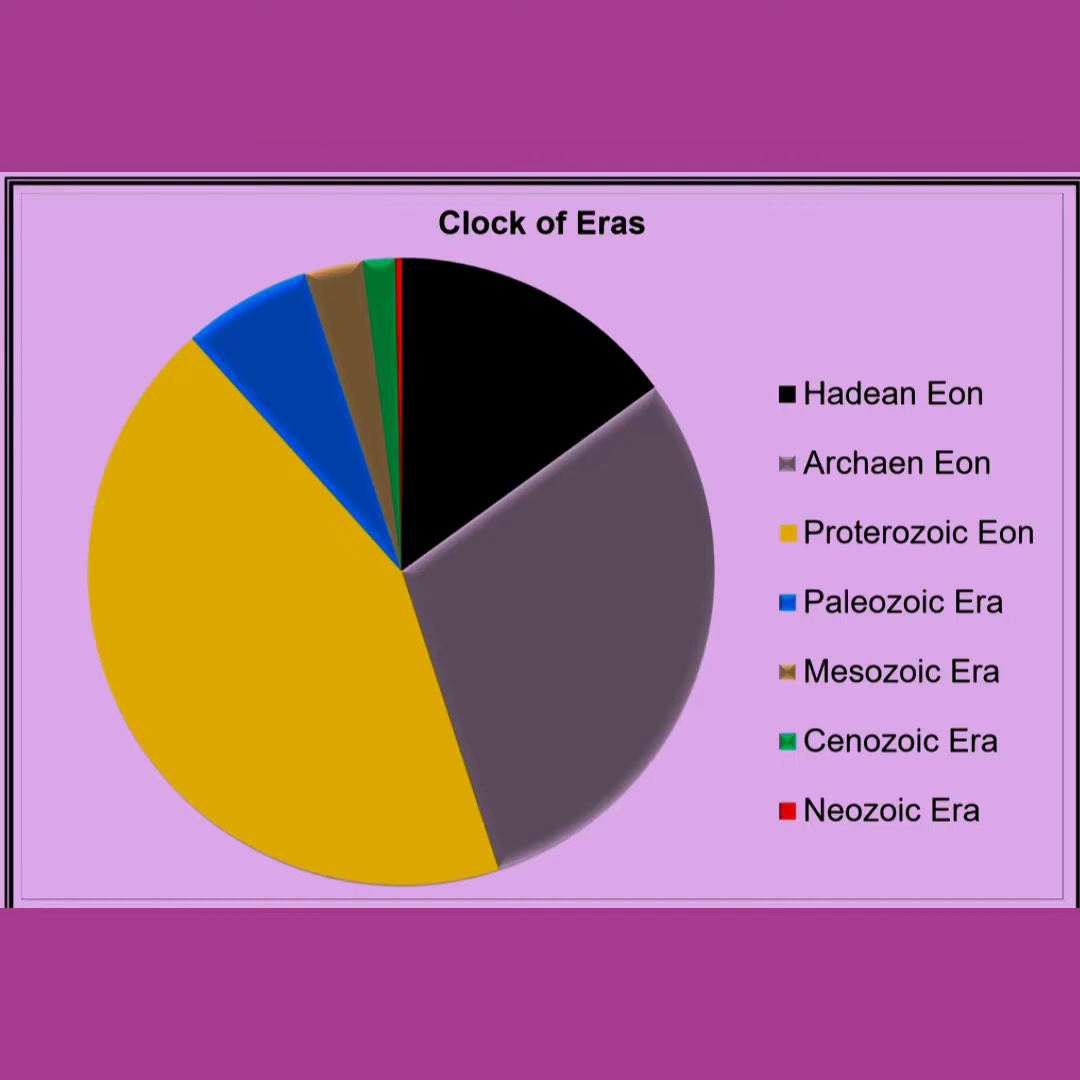 Clock of Eras
Hadean Eon
Archaen Eon
Proterozoic Eon
Paleozoic Era
Mesozoic Era
Cenozoic Era
Neozoic Era